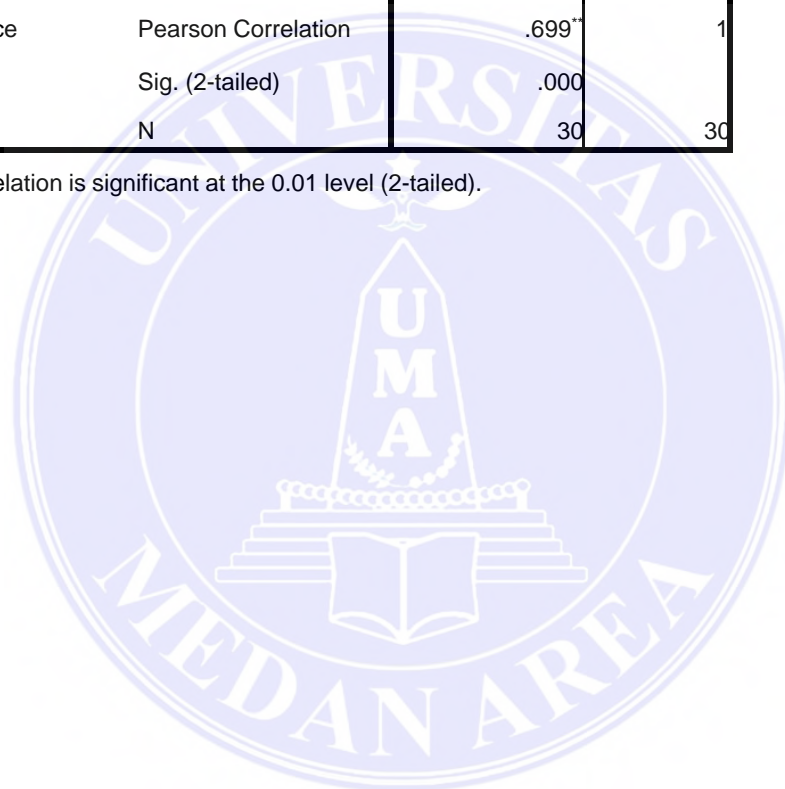 ce Pearson Correlation .699** 1
Sig. (2-tailed) .000
N 30 30
elation is significant at the 0.01 level (2-tailed).
UNIVERSITAS
UMA
MEDAN AREA